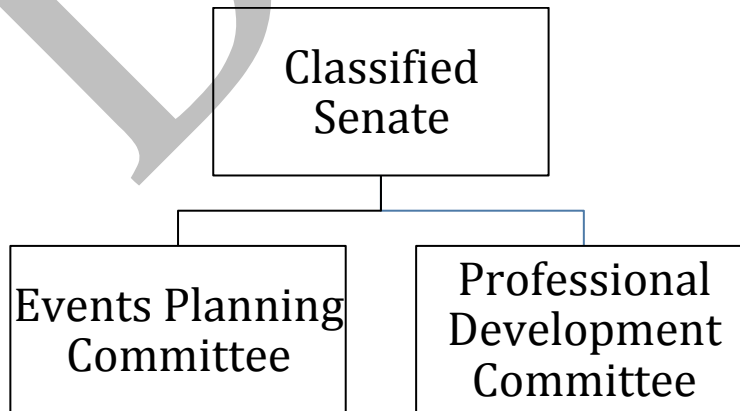 Classified
Senate
Events Planning
Committee
Professional
Development
Committee